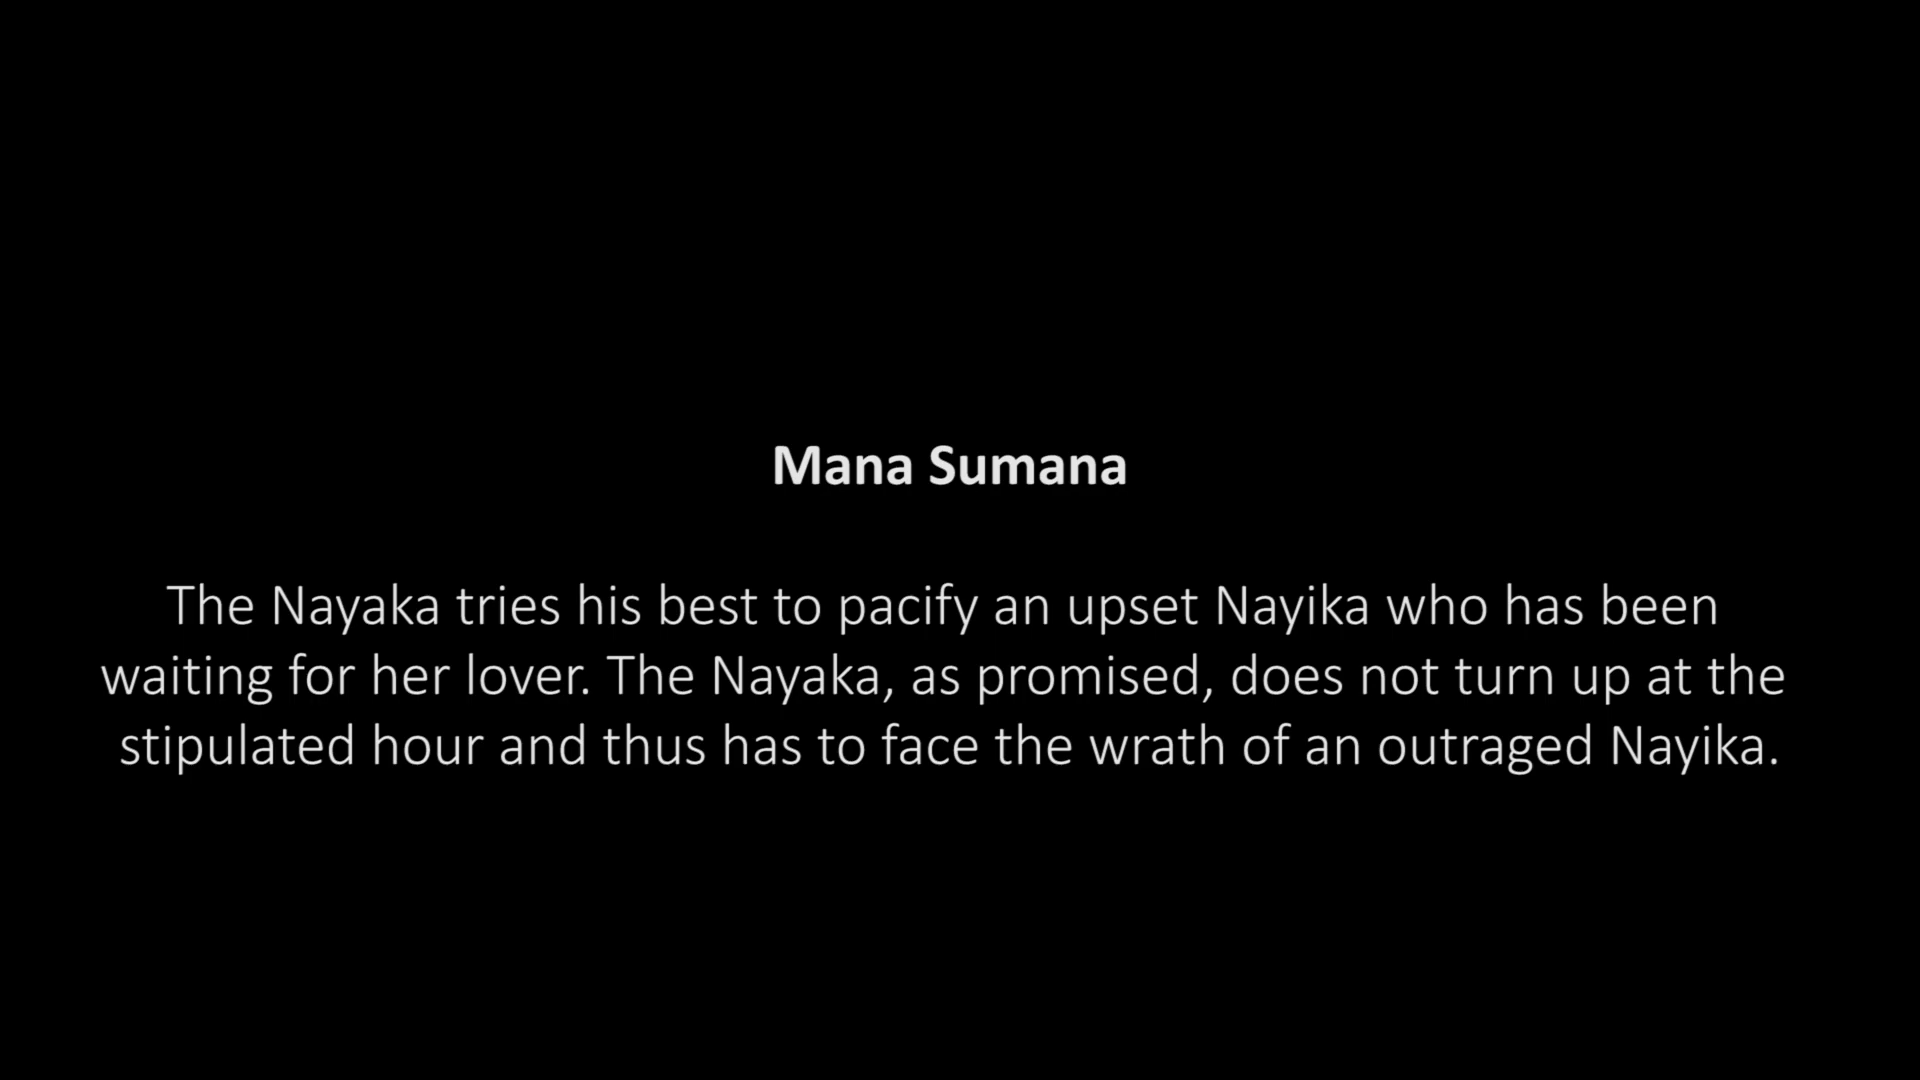 Mana Sumana
The Nayaka tries his best to pacify an upset Nayika who has been
waiting for her lover. The Nayaka, as promised, does not turn up at the
stipulated hour and thus has to face the wrath of an outraged Nayika.